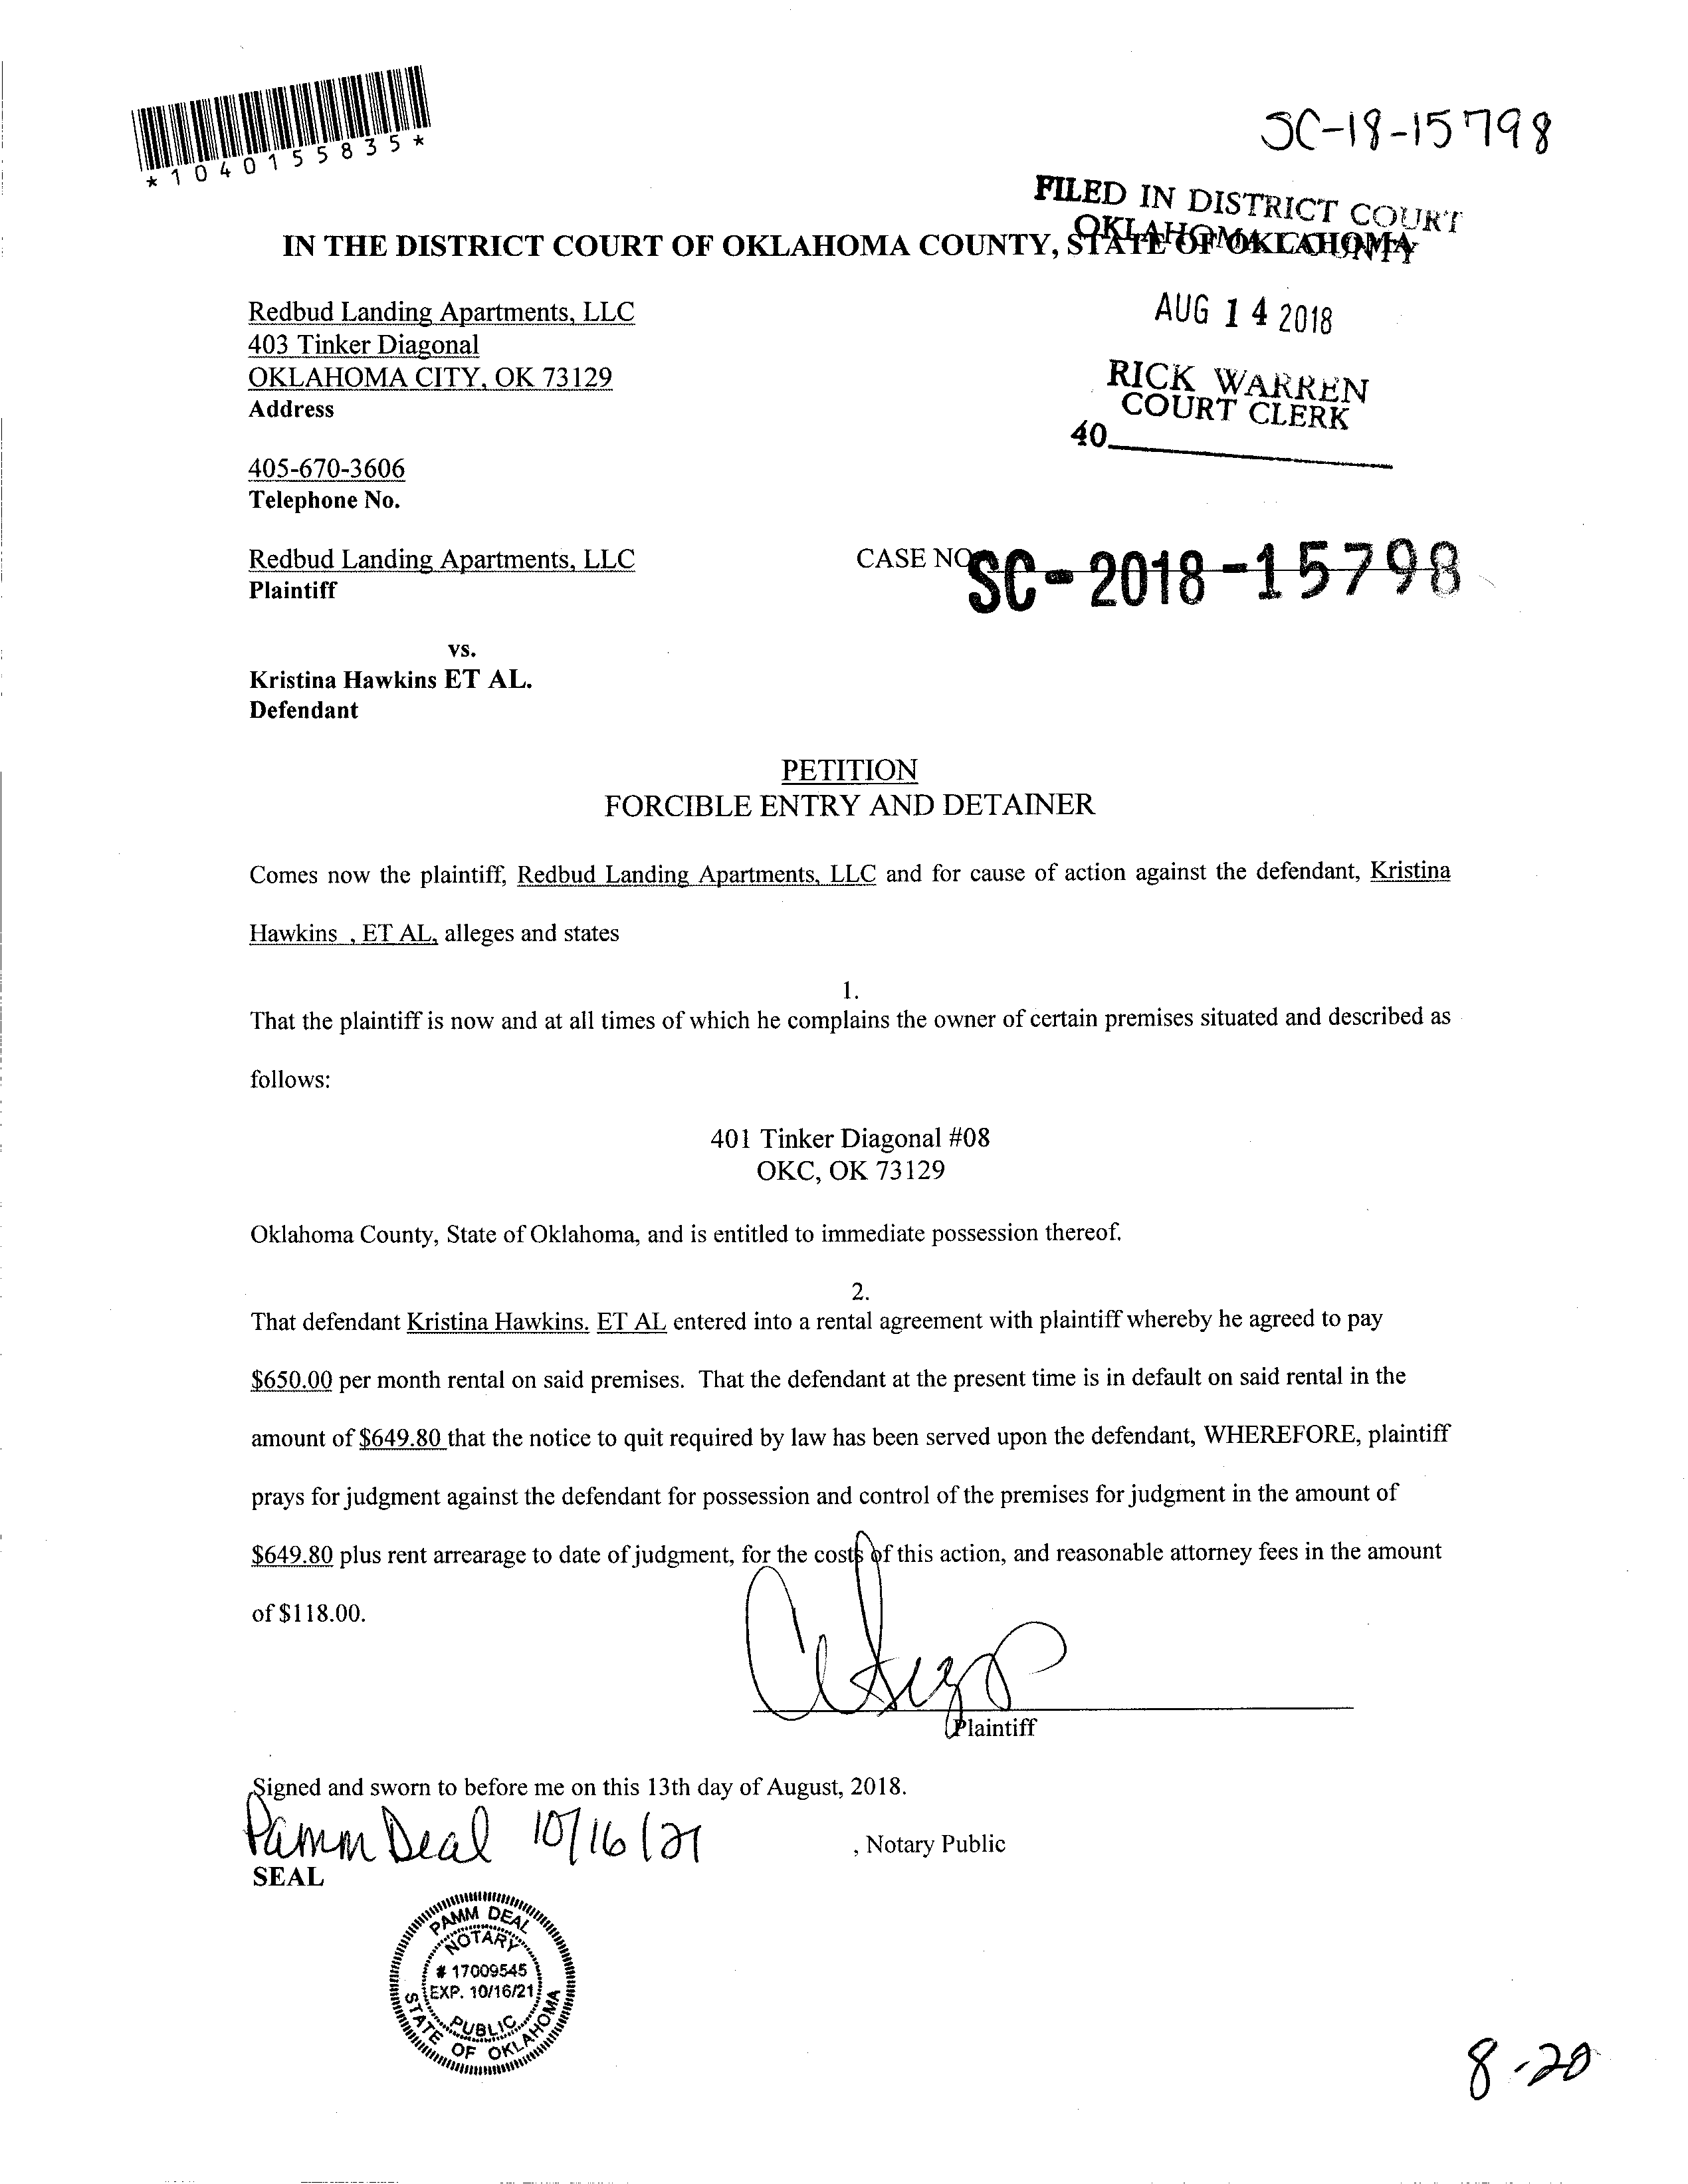 *1040155835*
SC-18-15798
FILED IN DISTRICT COURT
OKLAHOMA COUNTY
IN THE DISTRICT COURT OF OKLAHOMA COUNTY, STATE OF OKLAHOMA
Redbud Landing Apartments, LLC
403 Tinker Diagonal
OKLAHOMA CITY, OK 73129
Address
AUG 14 2018
RICK WARREN
COURT CLERK
40
405-670-3606
Telephone No.
Redbud Landing Apartments, LLC
Plaintiff
CASE NO SC-2018-15798
vs.
Kristina Hawkins ET AL.
Defendant
PETITION
FORCIBLE ENTRY AND DETAINER
Comes now the plaintiff, Redbud Landing Apartments, LLC and for cause of action against the defendant, Kristina
Hawkins , ET AL, alleges and states
1.
That the plaintiff is now and at all times of which he complains the owner of certain premises situated and described as
follows:
401 Tinker Diagonal #08
OKC, OK 73129
Oklahoma County, State of Oklahoma, and is entitled to immediate possession thereof.
2.
That defendant Kristina Hawkins. ET AL entered into a rental agreement with plaintiff whereby he agreed to pay
$650.00 per month rental on said premises. That the defendant at the present time is in default on said rental in the
amount of $649.80 that the notice to quit required by law has been served upon the defendant, WHEREFORE, plaintiff
prays for judgment against the defendant for possession and control of the premises for judgment in the amount of
$649.80 plus rent arrearage to date of judgment, for the costs of this action, and reasonable attorney fees in the amount
of $118.00.
Plaintiff
Signed and sworn to before me on this 13th day of August, 2018.
Pamm Deal 10/16/21 , Notary Public
SEAL
PAMM DEAL
NOTARY
# 17009545
EXP. 10/16/21
PUBLIC
STATE OF OKLAHOMA
8-20